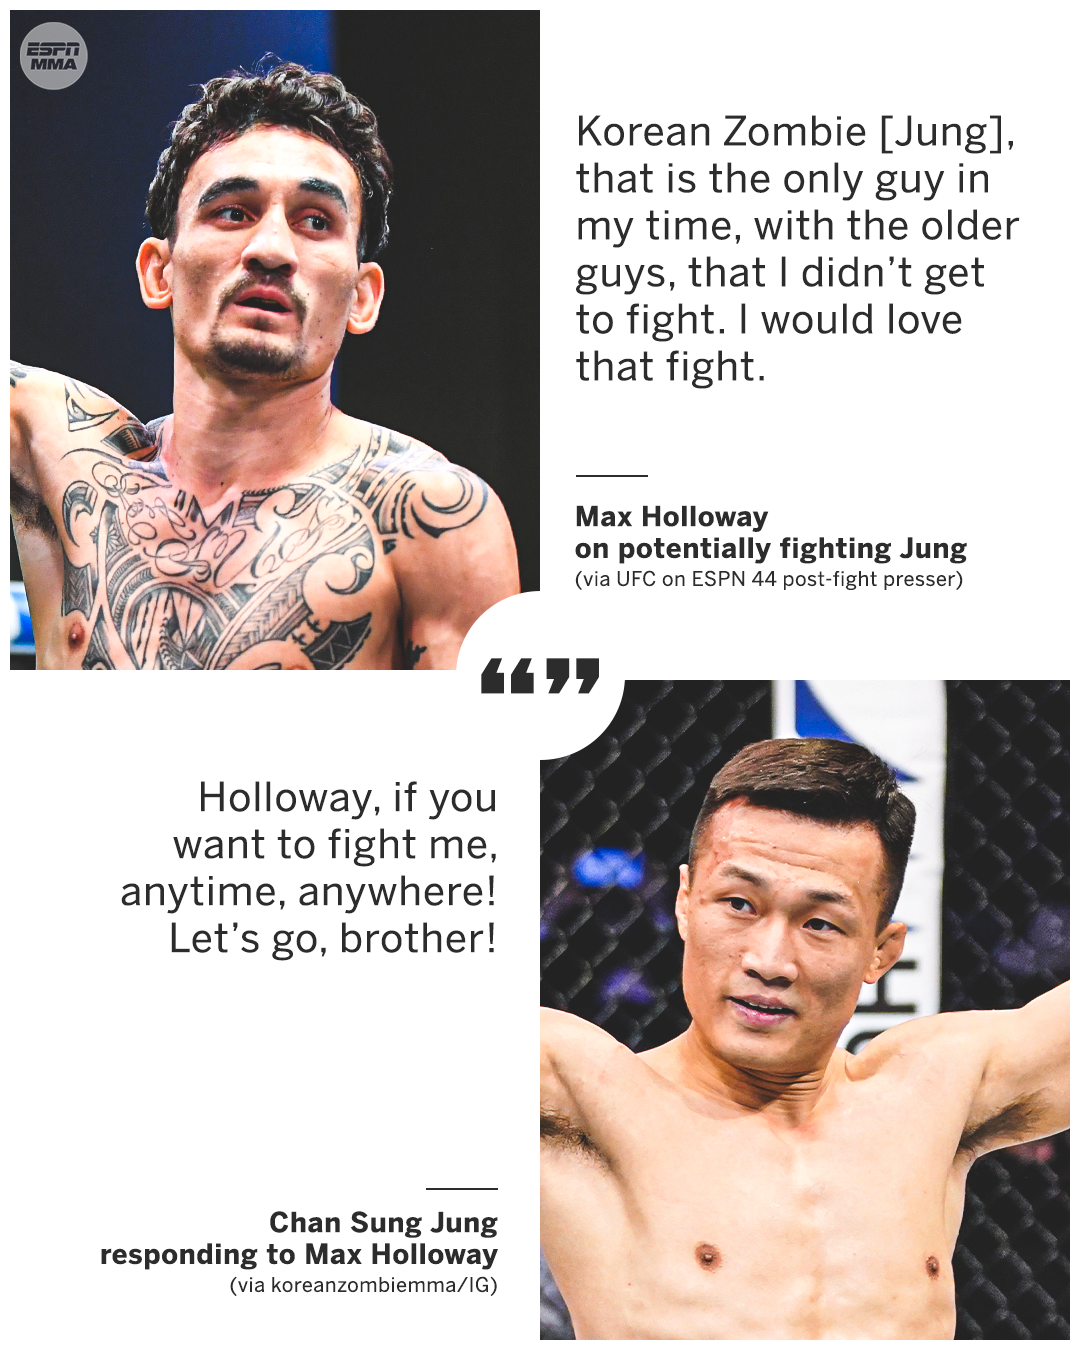 ESPN
MMA
Korean Zombie [Jung],
that is the only guy in
my time, with the older
guys, that I didn’t get
to fight. I would love
that fight.
Max Holloway
on potentially fighting Jung
(via UFC on ESPN 44 post-fight presser)
“”
Holloway, if you
want to fight me,
anytime, anywhere!
Let’s go, brother!
Chan Sung Jung
responding to Max Holloway
(via koreanzombiemma/IG)